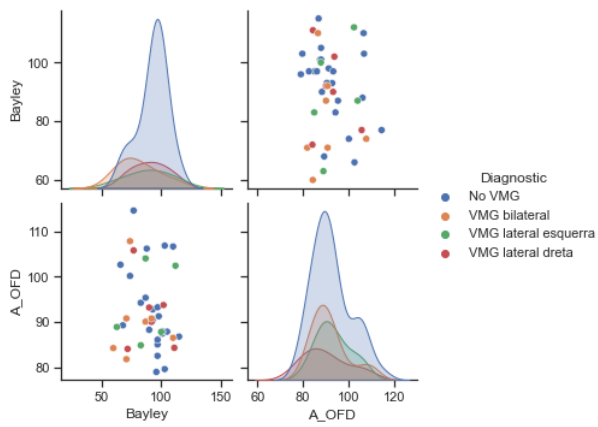 100
80
60
Bayley
Diagnostic
No VMG
VMG bilateral
VMG lateral esquerra
VMG lateral dreta
110
100
90
80
A_OFD
50
100
150
60
80
100
120
Bayley
A_OFD